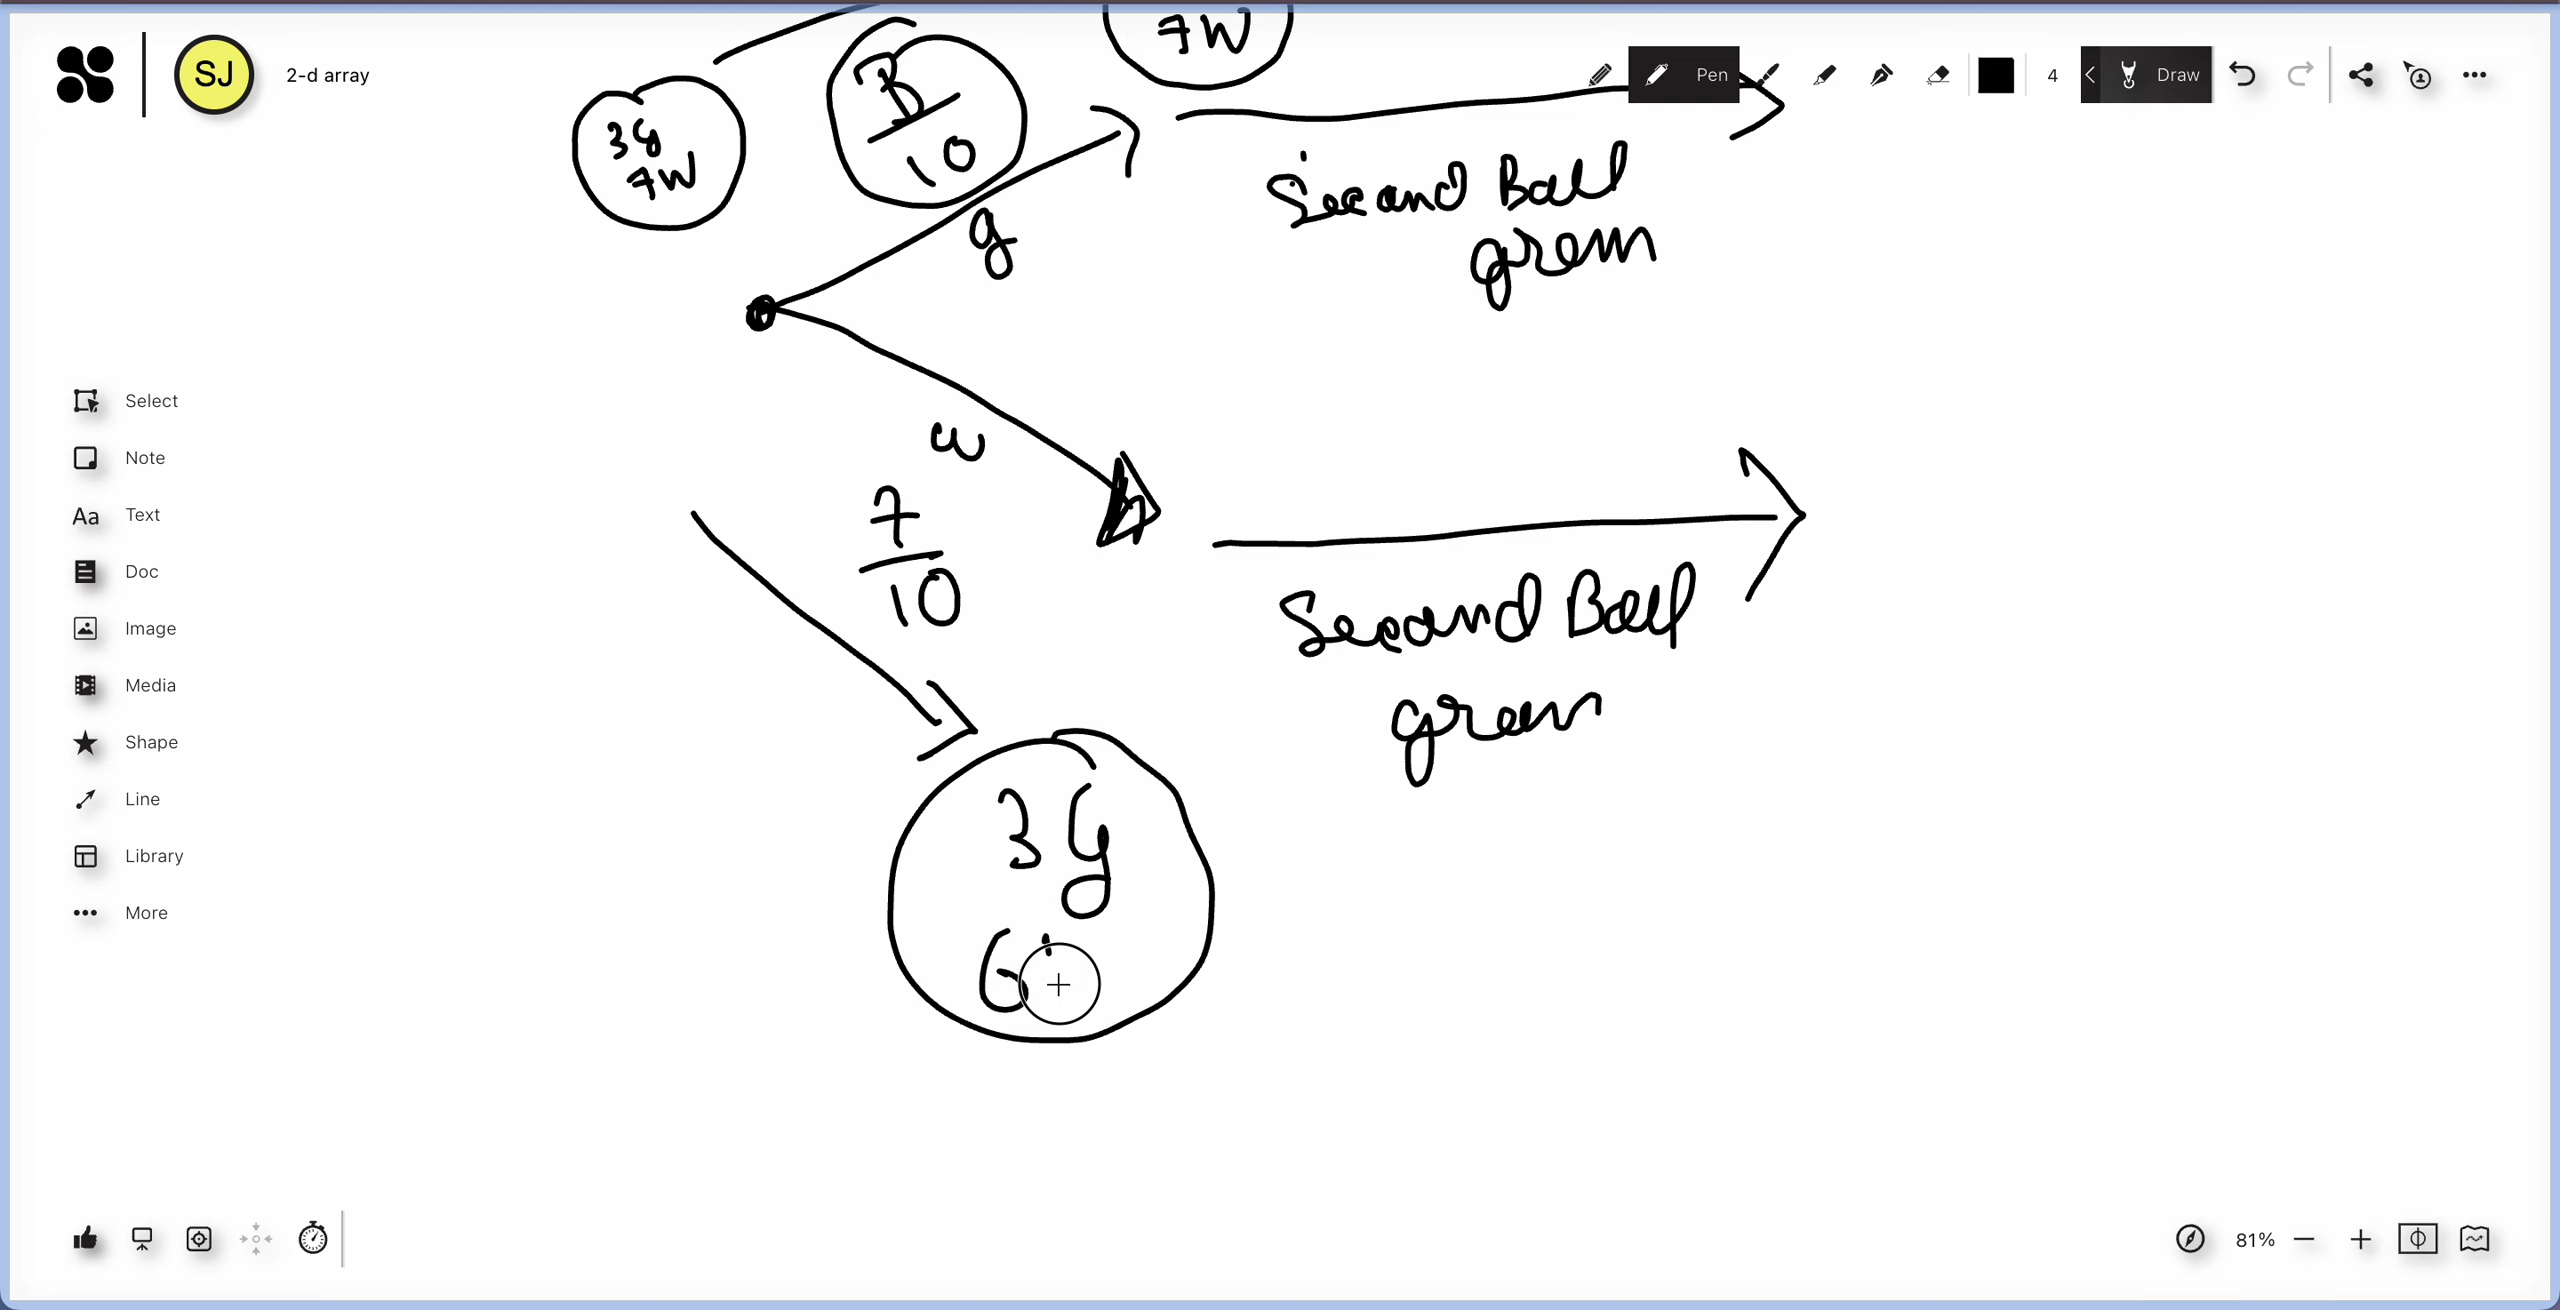 7W
SJ
2-d array
Pen
4
Draw
3G
7W
3
10
g
Second Ball
green
w
7
10
Second Ball
green
3G
6
Select
Note
Aa
Text
Doc
Image
Media
Shape
Line
Library
More
81%